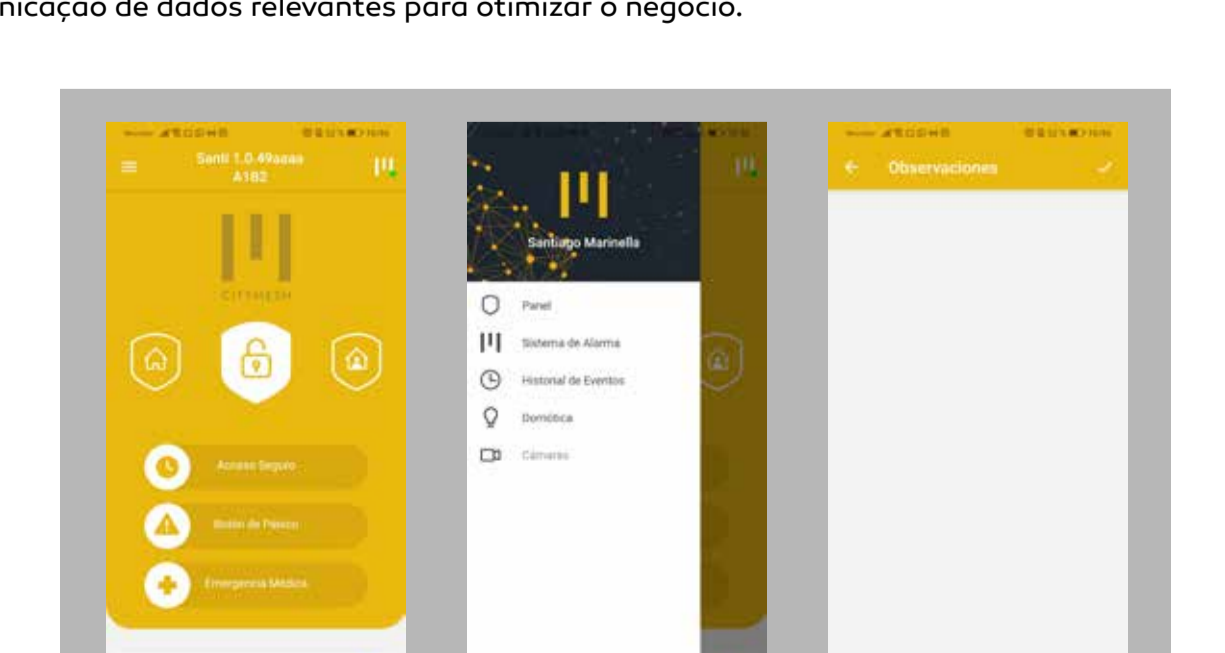 nicação de dados relevantes para otimizar o negócio.
Santi 1.0.49aaaa
A1B2
CITYMESH
Acceso Seguro
Botón de Pánico
Emergencia Médica
Santiago Marinella
Panel
Sistema de Alarma
Historial de Eventos
Domótica
Cámaras
Observaciones